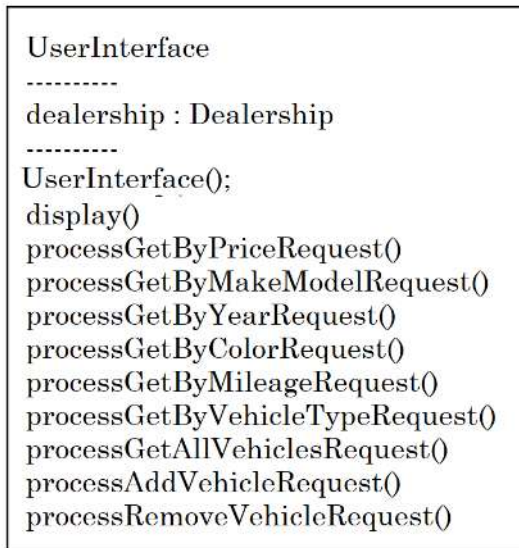 UserInterface
----------
dealership : Dealership
----------
UserInterface();
display()
processGetByPriceRequest()
processGetByMakeModelRequest()
processGetByYearRequest()
processGetByColorRequest()
processGetByMileageRequest()
processGetByVehicleTypeRequest()
processGetAllVehiclesRequest()
processAddVehicleRequest()
processRemoveVehicleRequest()